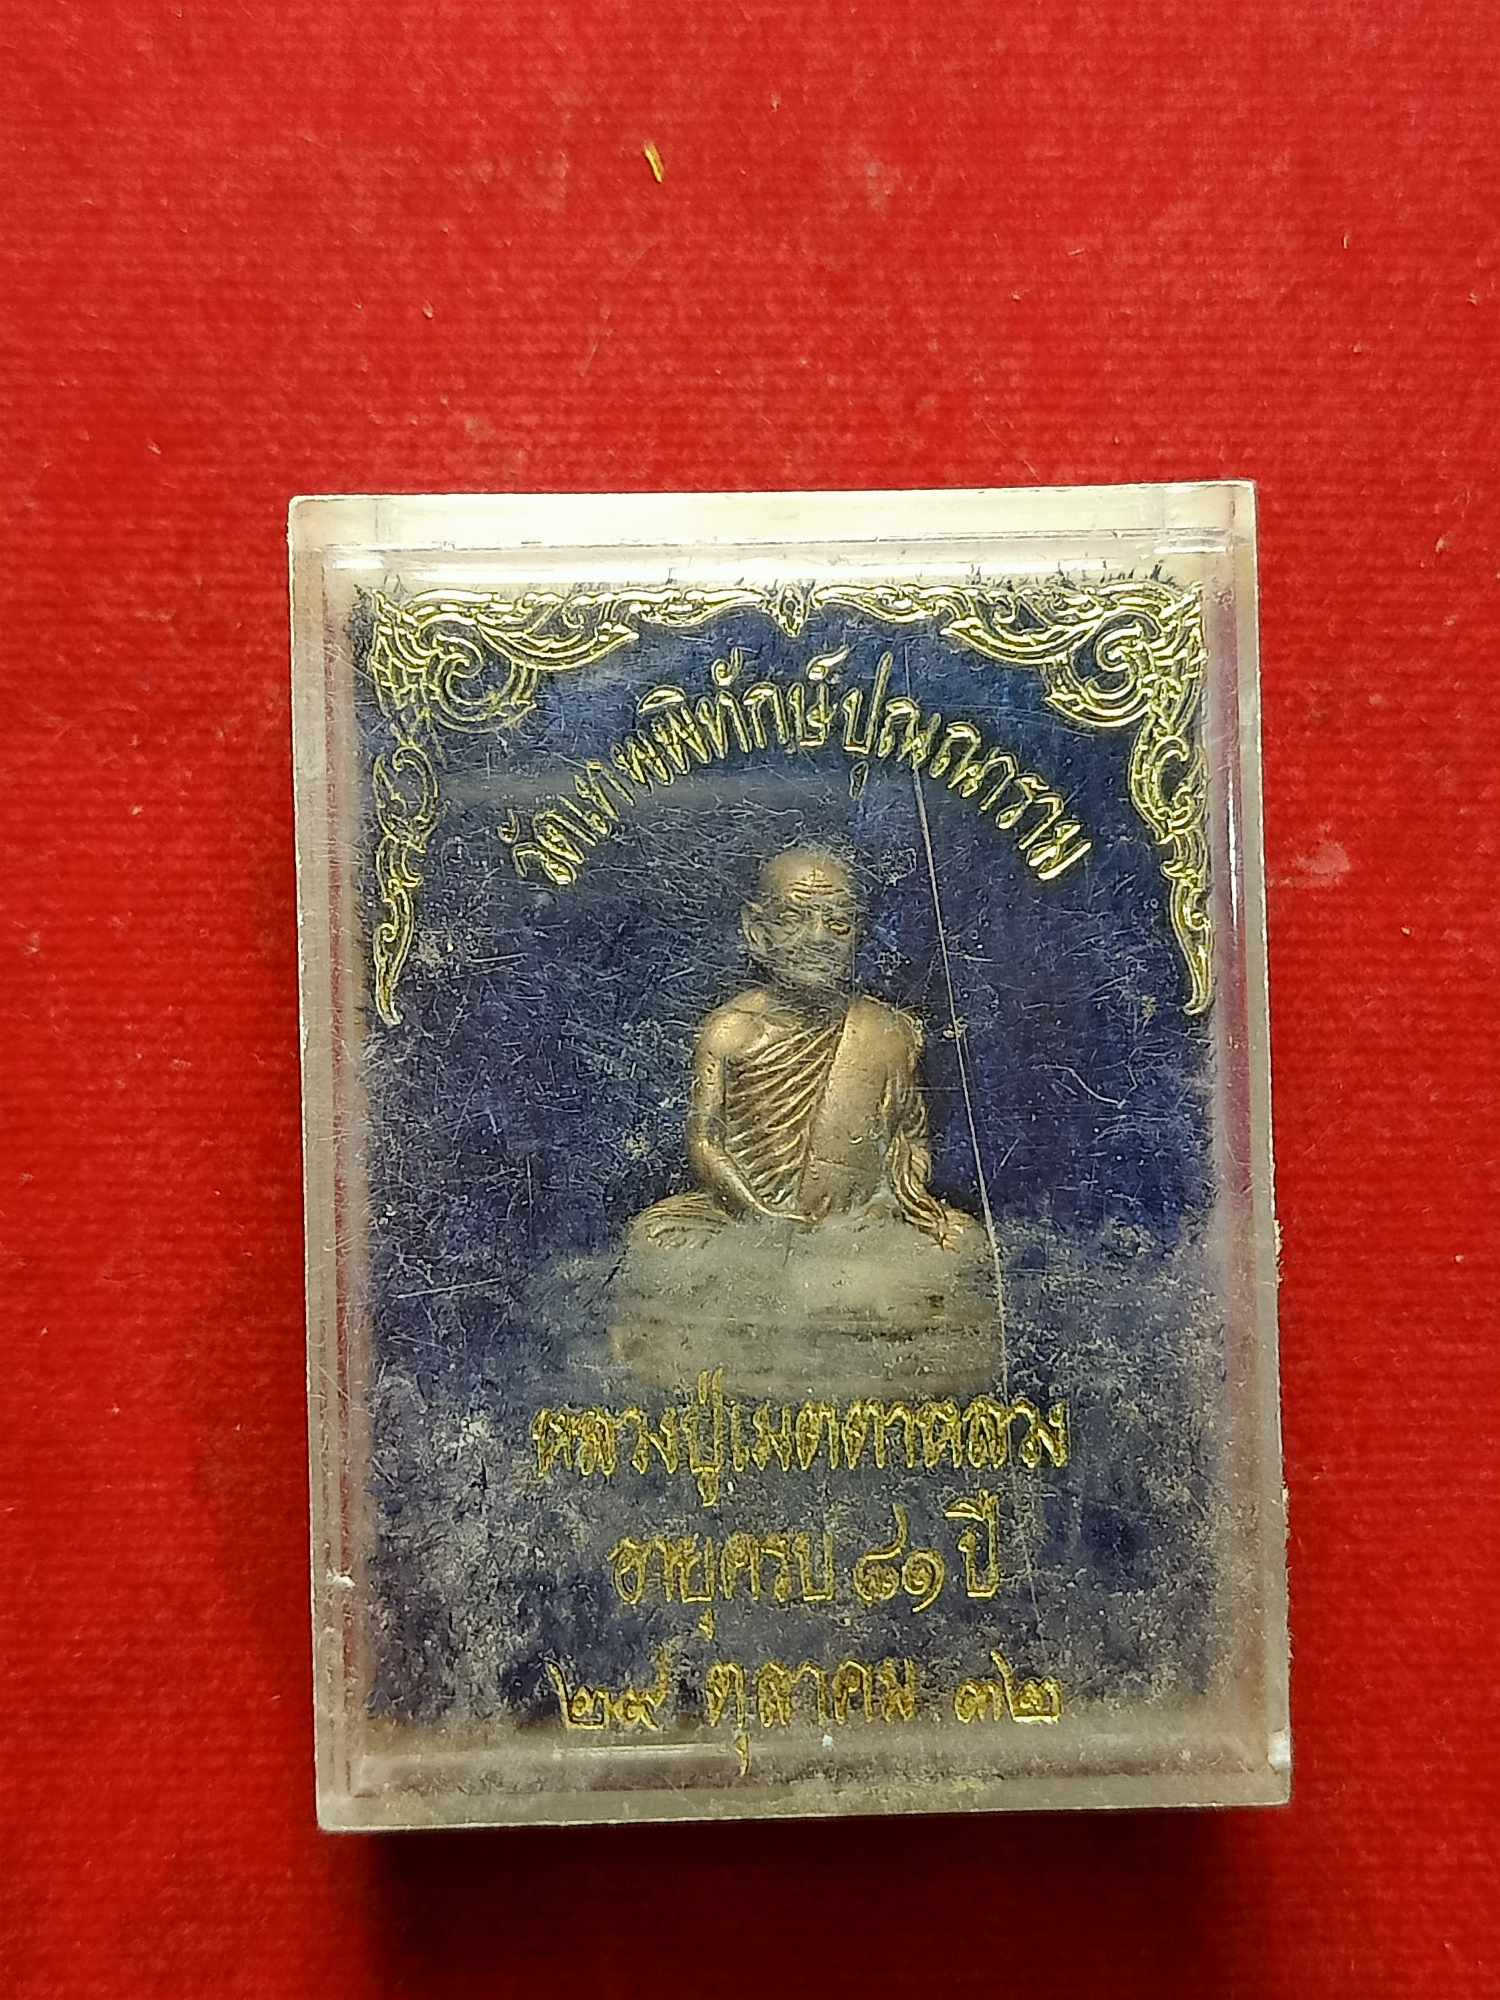 วัดเทพพิทักษ์ปุณณาราม
หลวงปู่เมตตาหลวง
อายุครบ ๘๑ ปี
๒๙ ตุลาคม ๓๒